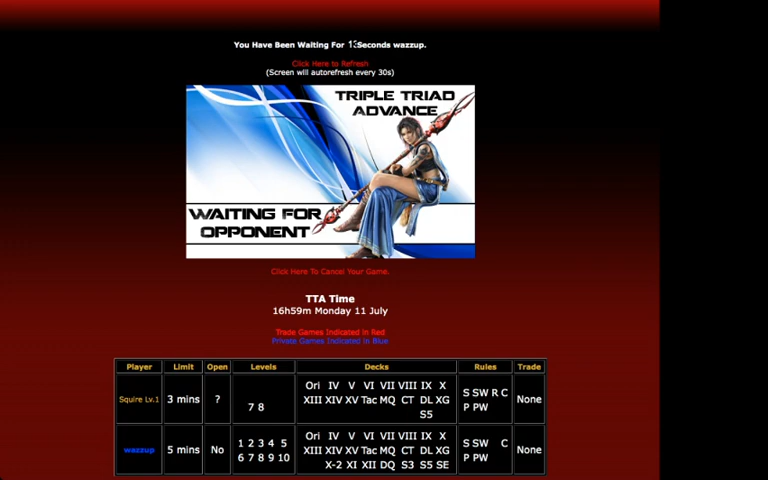 You Have Been Waiting For 13Seconds wazzup.
Click Here to Refresh
(Screen will autorefresh every 30s)
TRIPLE TRIAD
ADVANCE
WAITING FOR
OPPONENT
Click Here To Cancel Your Game.
TTA Time
16h59m Monday 11 July
Trade Games Indicated in Red
Private Games Indicated in Blue
Player Limit Open Levels Decks Rules Trade
Ori IV V VI VII VIII IX X
Squire Lv.1 3 mins ? 7 8 XIII XIV XV Tac MQ CT DL XG S SW R C None
S5 P PW
Ori IV V VI VII VIII IX X
wazzup 5 mins No 1 2 3 4 5 XIII XIV XV Tac MQ CT DL XG S SW C None
6 7 8 9 10 X-2 XI XII DQ S3 S5 SE P PW